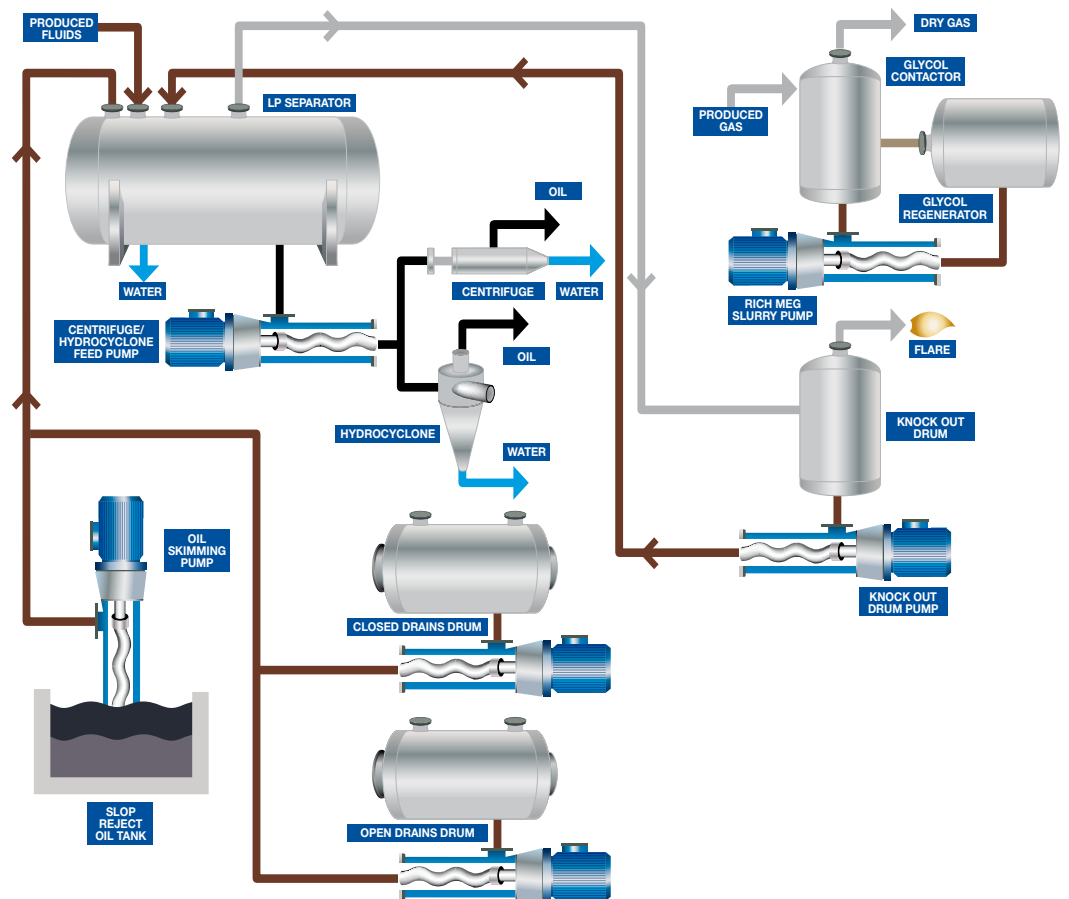 PRODUCED
FLUIDS
LP SEPARATOR
DRY GAS
GLYCOL
CONTACTOR
PRODUCED
GAS
GLYCOL
REGENERATOR
OIL
WATER
CENTRIFUGE
WATER
RICH MEG
SLURRY PUMP
CENTRIFUGE/
HYDROCYCLONE
FEED PUMP
OIL
FLARE
HYDROCYCLONE
KNOCK OUT
DRUM
WATER
OIL
SKIMMING
PUMP
KNOCK OUT
DRUM PUMP
CLOSED DRAINS DRUM
SLOP
REJECT
OIL TANK
OPEN DRAINS DRUM